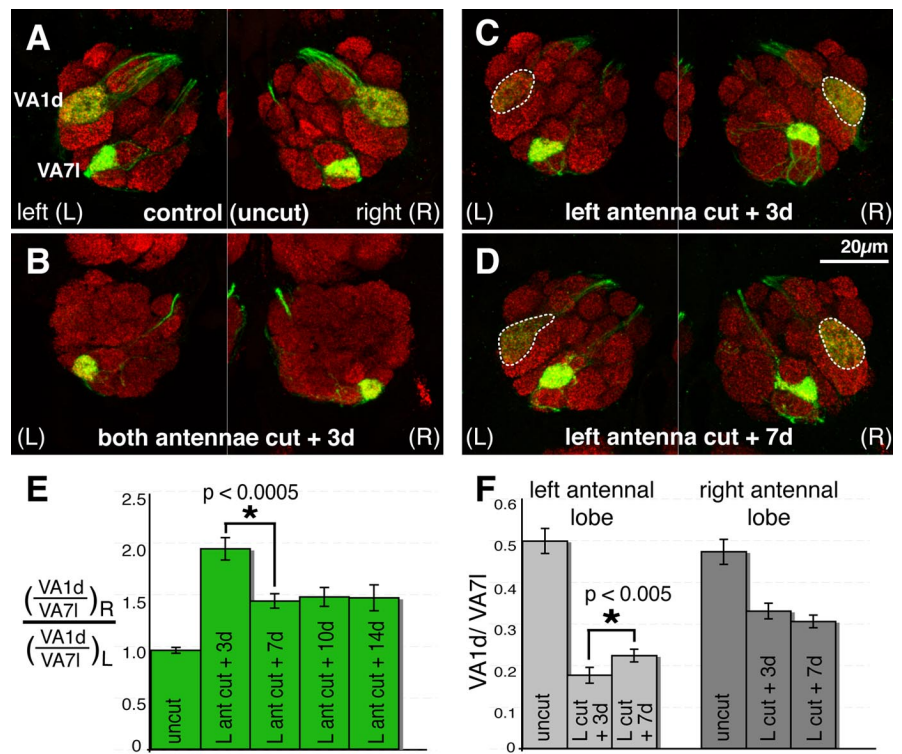 A
VA1d
VA7l
left (L) control (uncut) right (R)
B
(L) both antennae cut + 3d (R)
C
(L) left antenna cut + 3d (R)
D
20µm
(L) left antenna cut + 7d (R)
E
2.5
2.0
1.5
1.0
0.5
0
p < 0.0005
*
(VA1d/VA7l)R
(VA1d/VA7l)L
uncut
L ant cut + 3d
L ant cut + 7d
L ant cut + 10d
L ant cut + 14d
F
left antennal
lobe
right antennal
lobe
0.6
0.5
0.4
0.3
0.2
0.1
0
VA1d/ VA7l
p < 0.005
*
uncut
L cut
+ 3d
L cut
+ 7d
uncut
L cut + 3d
L cut + 7d